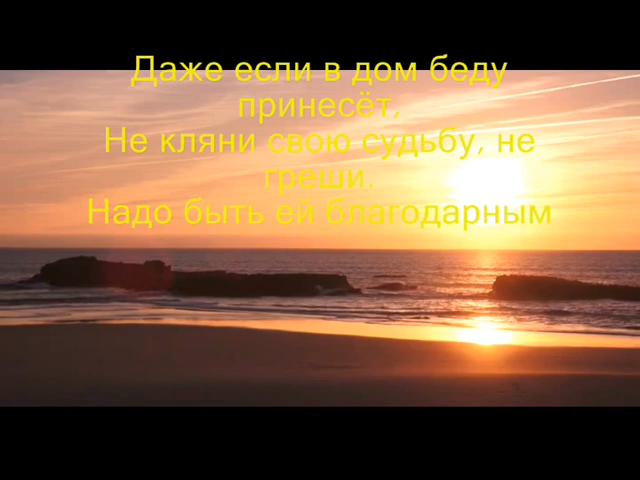 Даже если в дом беду
принесёт,
Не кляни свою судьбу, не
греши.
Надо быть ей благодарным